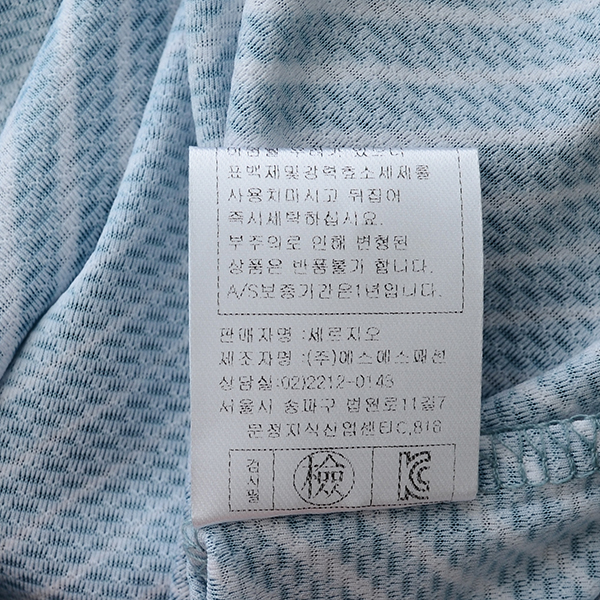 표백제및강력효소세제를
사용치마시고 뒤집어
즉시세탁하십시요.
부주의로 인해 변형된
상품은 반품불가 합니다.
A/S보증기간은1년입니다.
판매자명 :세르지오
제조자명 :(주)에스에스패션
상담실:02)2212-0143
서울시 송파구 법원로11길7
문정지식산업센터C,816
검사필
檢